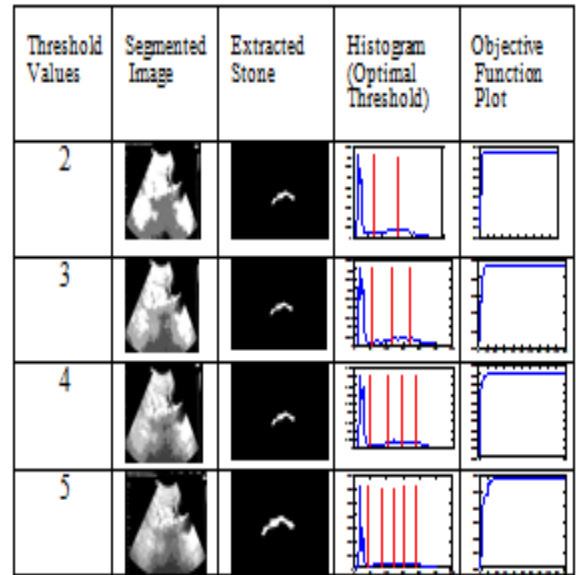 Threshold
Values
Segmented
Image
Extracted
Stone
Histogram
(Optimal
Threshold)
Objective
Function
Plot
2
3
4
5